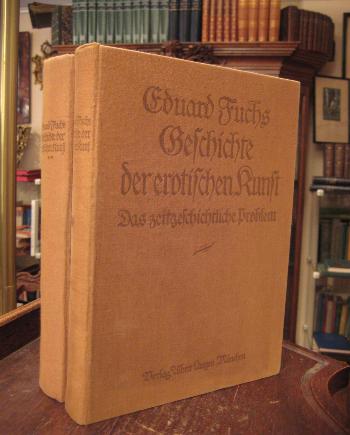 Eduard Fuchs
Geschichte
der erotischen Kunst
Das zeitgeschichtliche Problem
Verlag Albert Langen München